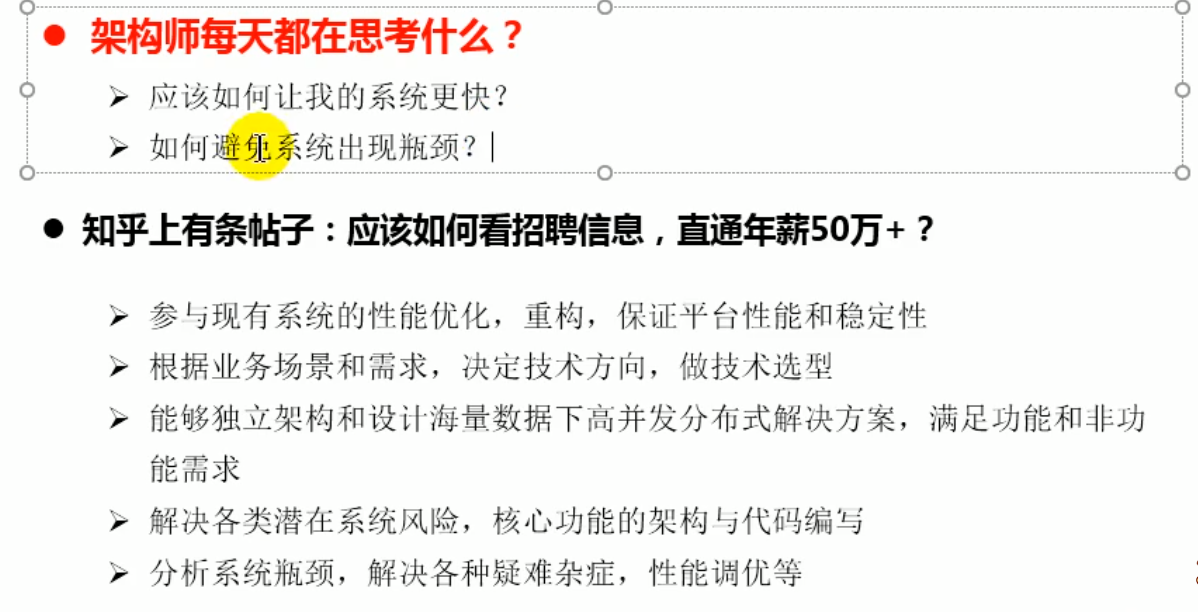 ● 架构师每天都在思考什么？
➢ 应该如何让我的系统更快？
➢ 如何避免系统出现瓶颈？
● 知乎上有条帖子：应该如何看招聘信息，直通年薪50万+？
➢ 参与现有系统的性能优化，重构，保证平台性能和稳定性
➢ 根据业务场景和需求，决定技术方向，做技术选型
➢ 能够独立架构和设计海量数据下高并发分布式解决方案，满足功能和非功
能需求
➢ 解决各类潜在系统风险，核心功能的架构与代码编写
➢ 分析系统瓶颈，解决各种疑难杂症，性能调优等